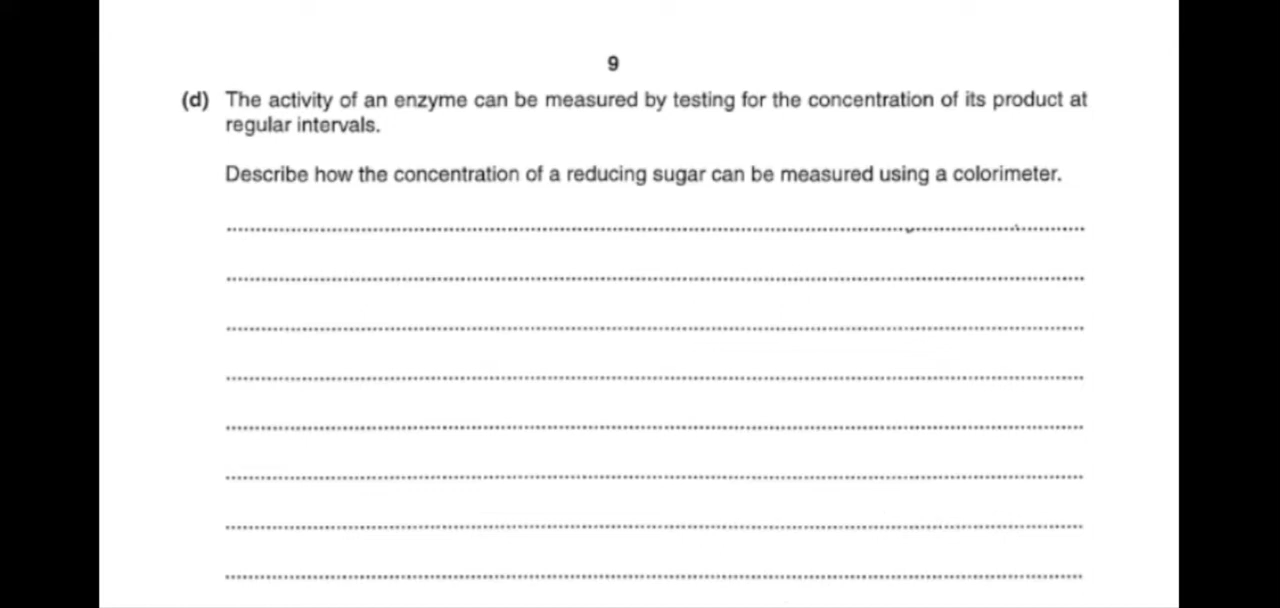 9
(d) The activity of an enzyme can be measured by testing for the concentration of its product at
regular intervals.
Describe how the concentration of a reducing sugar can be measured using a colorimeter.